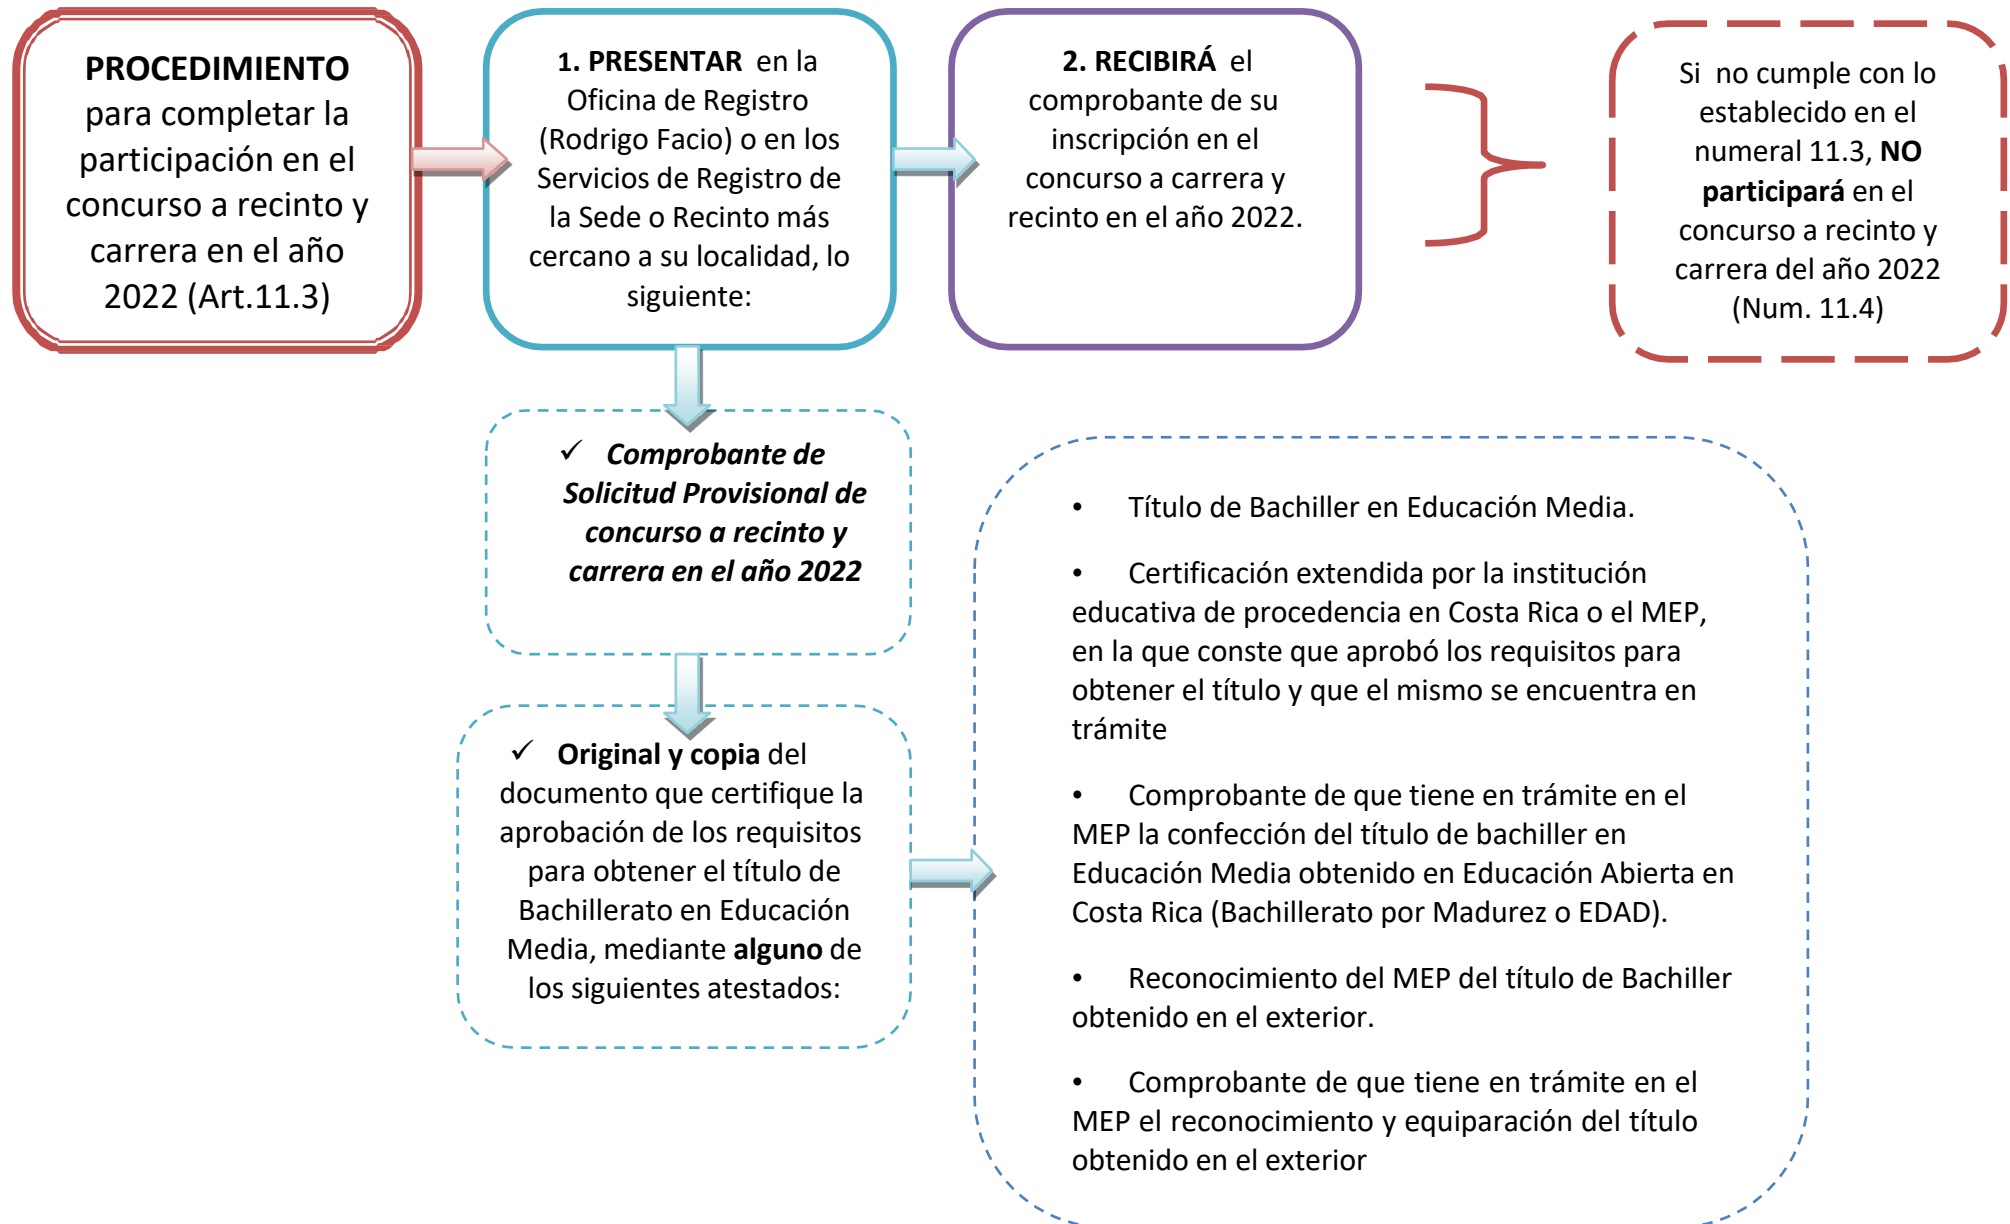 PROCEDIMIENTO
para completar la
participación en el
concurso a recinto y
carrera en el año
2022 (Art.11.3)
1. PRESENTAR en la
Oficina de Registro
(Rodrigo Facio) o en los
Servicios de Registro de
la Sede o Recinto más
cercano a su localidad, lo
siguiente:
2. RECIBIRÁ el
comprobante de su
inscripción en el
concurso a carrera y
recinto en el año 2022.
Si no cumple con lo
establecido en el
numeral 11.3, NO
participará en el
concurso a recinto y
carrera del año 2022
(Num. 11.4)
✓ Comprobante de
Solicitud Provisional de
concurso a recinto y
carrera en el año 2022
✓ Original y copia del
documento que certifique la
aprobación de los requisitos
para obtener el título de
Bachillerato en Educación
Media, mediante alguno de
los siguientes atestados:
• Título de Bachiller en Educación Media.
• Certificación extendida por la institución
educativa de procedencia en Costa Rica o el MEP,
en la que conste que aprobó los requisitos para
obtener el título y que el mismo se encuentra en
trámite
• Comprobante de que tiene en trámite en el
MEP la confección del título de bachiller en
Educación Media obtenido en Educación Abierta en
Costa Rica (Bachillerato por Madurez o EDAD).
• Reconocimiento del MEP del título de Bachiller
obtenido en el exterior.
• Comprobante de que tiene en trámite en el
MEP el reconocimiento y equiparación del título
obtenido en el exterior